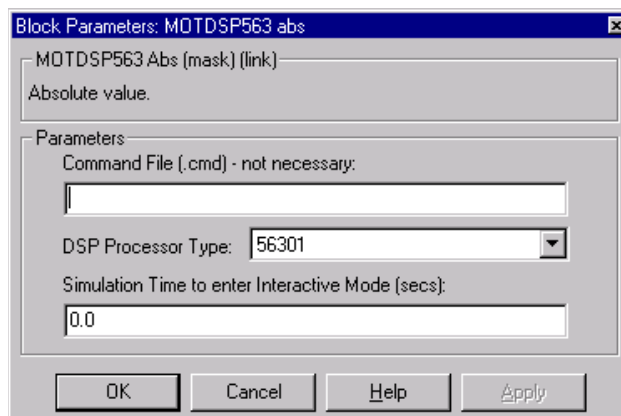 Block Parameters: MOTDSP563 abs
MOTDSP563 Abs (mask) (link)
Absolute value.
Parameters
Command File (.cmd) - not necessary:
DSP Processor Type: 56301
Simulation Time to enter Interactive Mode (secs):
0.0
OK Cancel Help Apply